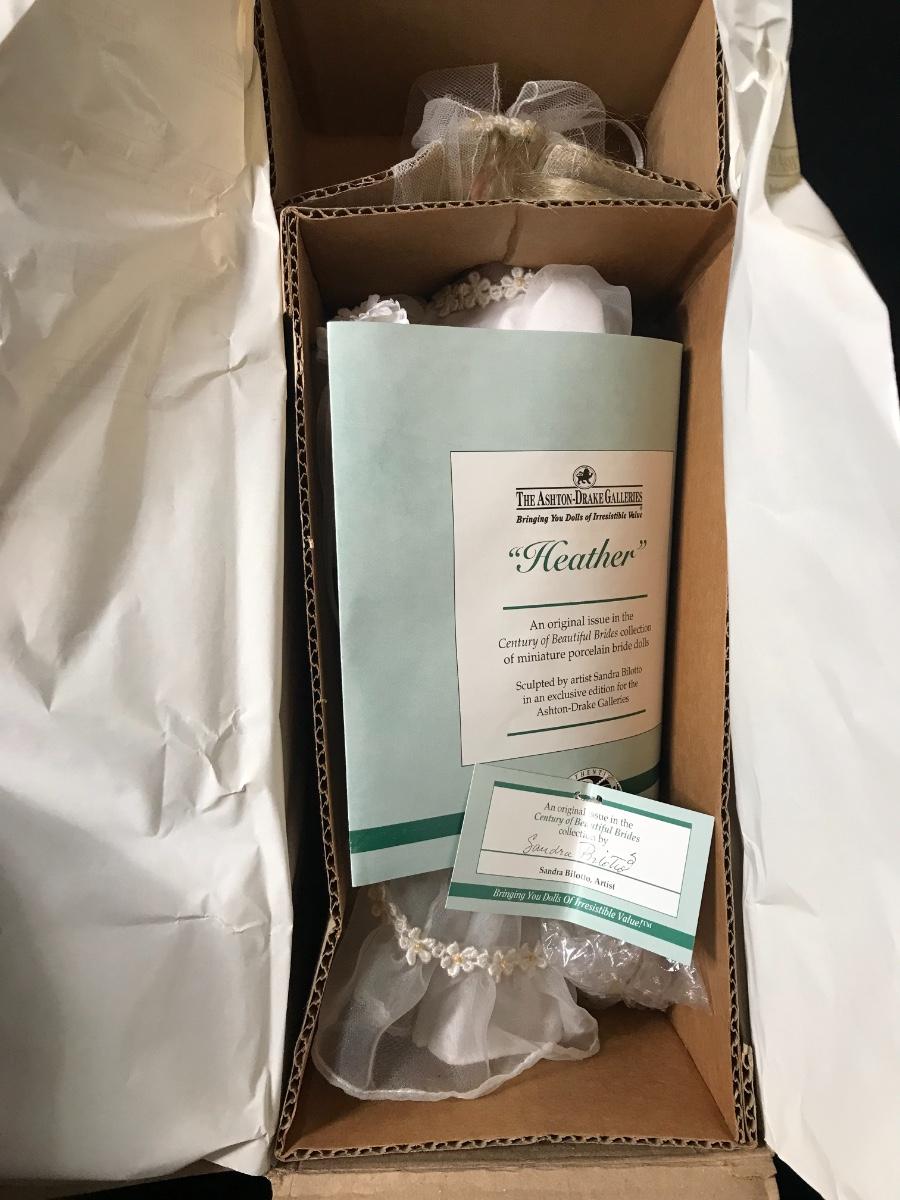 THE ASHTON-DRAKE GALLERIES
Bringing You Dolls of Irresistible Value
“Heather”
An original issue in the
Century of Beautiful Brides collection
of miniature porcelain bride dolls
Sculpted by artist Sandra Bilotto
in an exclusive edition for the
Ashton-Drake Galleries
An original issue in the
Century of Beautiful Brides
collection by
Sandra Bilotto
Sandra Bilotto, Artist
Bringing You Dolls Of Irresistible Value!™